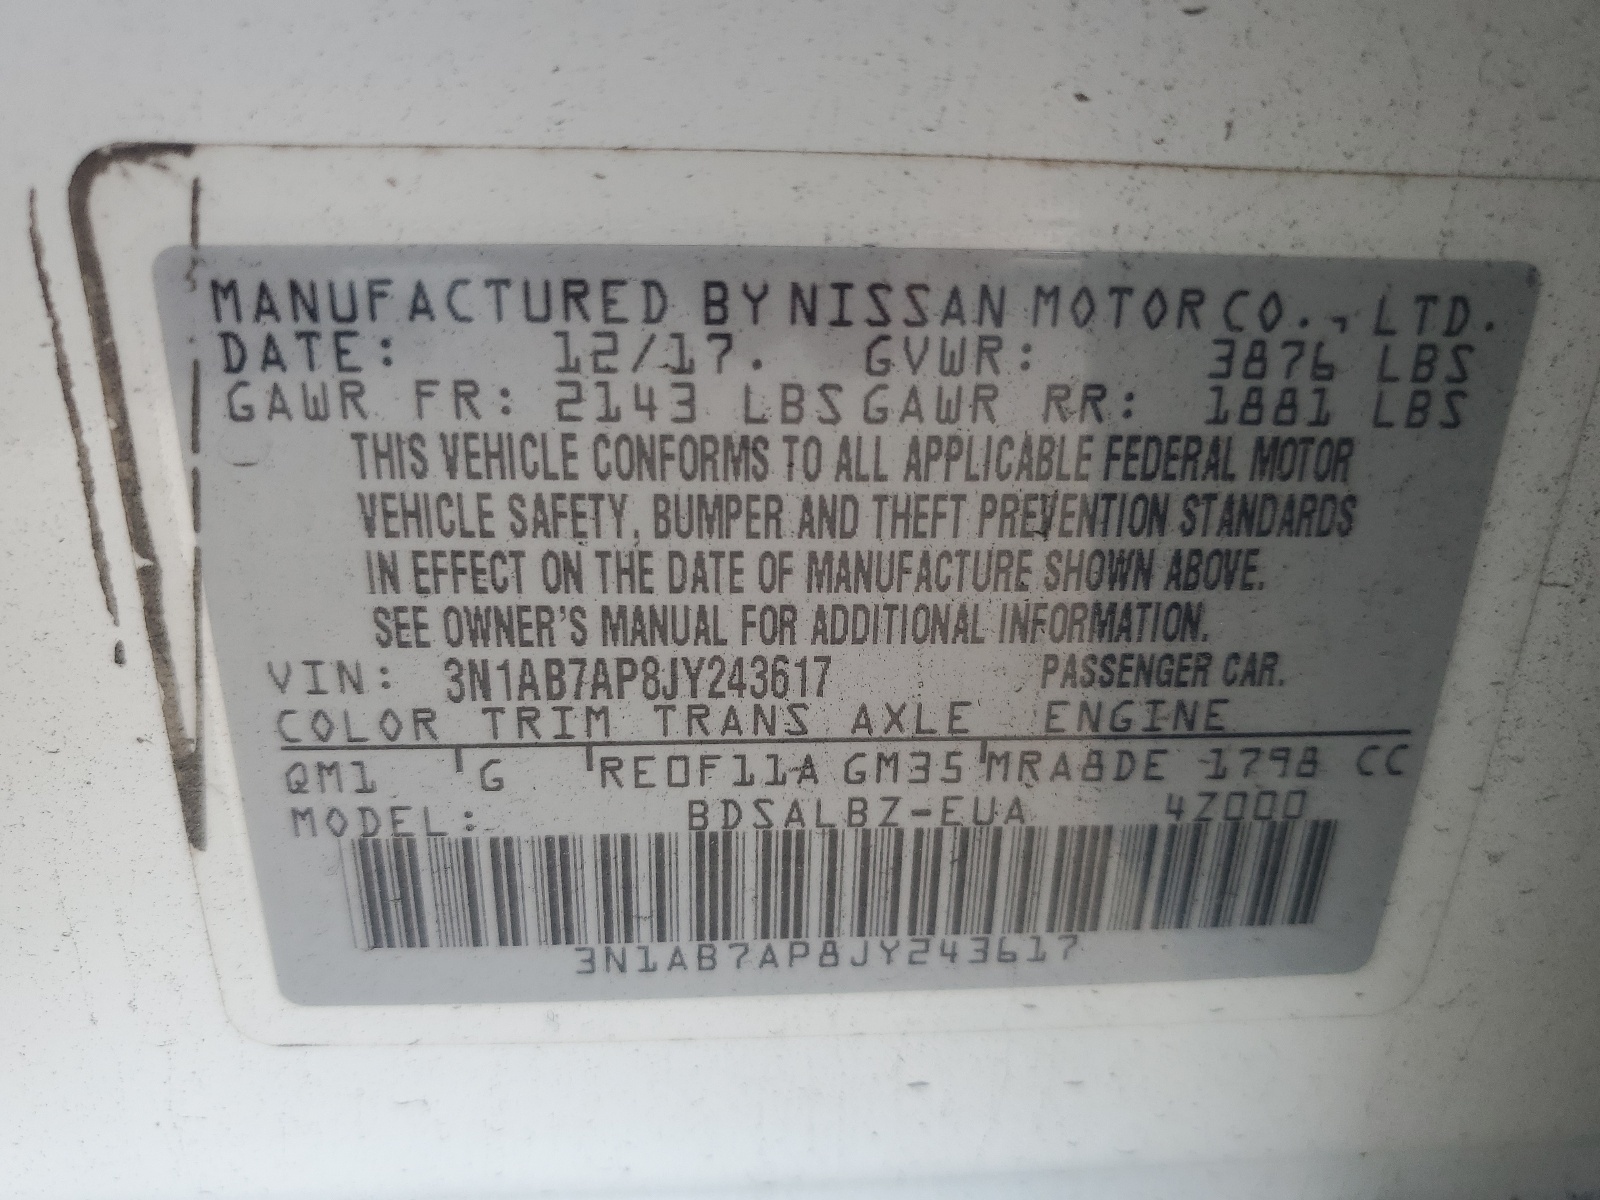 MANUFACTURED BY NISSAN MOTOR CO., LTD.
DATE: 12/17. GVWR: 3876 LBS
GAWR FR: 2143 LBS GAWR RR: 1881 LBS
THIS VEHICLE CONFORMS TO ALL APPLICABLE FEDERAL MOTOR
VEHICLE SAFETY, BUMPER AND THEFT PREVENTION STANDARDS
IN EFFECT ON THE DATE OF MANUFACTURE SHOWN ABOVE.
SEE OWNER'S MANUAL FOR ADDITIONAL INFORMATION.
VIN: 3N1AB7AP8JY243617 PASSENGER CAR.
COLOR TRIM TRANS AXLE ENGINE
QM1 G RE0F11A GM35 MRA8DE 1798 CC
MODEL: BDSALBZ-EUA 4Z000
3N1AB7AP8JY243617